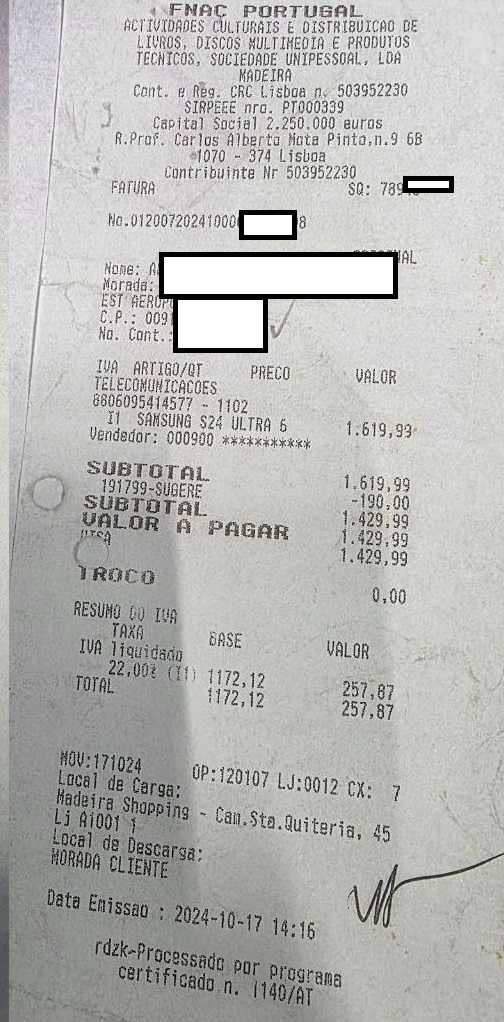 FNAC PORTUGAL
ACTIVIDADES CULTURAIS E DISTRIBUICAO DE
LIVROS, DISCOS MULTIMEDIA E PRODUTOS
TECNICOS, SOCIEDADE UNIPESSOAL, LDA
MADEIRA
Cont. e Reg. CRC Lisboa n. 503952230
SIRPEEE nro. PT000339
Capital Social 2.250.000 euros
R.Prof. Carlos Alberto Mota Pinto,n.9 6B
1070 - 374 Lisboa
Contribuinte Nr 503952230
FATURA SQ: 789
No.01200720241000 8
Nome: A
Morada:
EST AEROPO
C.P.: 009
No. Cont.:
IVA ARTIGO/QT PRECO VALOR
TELECOMUNICACOES
8806095414577 - 1102
I1 SAMSUNG S24 ULTRA 6 1.619,99
Vendedor: 000900 ***********
SUBTOTAL 1.619,99
191799-SUGERE -190,00
SUBTOTAL 1.429,99
VALOR A PAGAR 1.429,99
VISA 1.429,99
TROCO 0,00
RESUMO DO IVA
TAXA BASE VALOR
IVA liquidado
22,00% (I1) 1172,12 257,87
TOTAL 1172,12 257,87
MOV:171024 OP:120107 LJ:0012 CX: 7
Local de Carga:
Madeira Shopping - Cam.Sta.Quiteria, 45
Lj A1001 1
Local de Descarga:
MORADA CLIENTE
Data Emissao : 2024-10-17 14:16
rdzk-Processado por programa
certificado n. 1140/AT